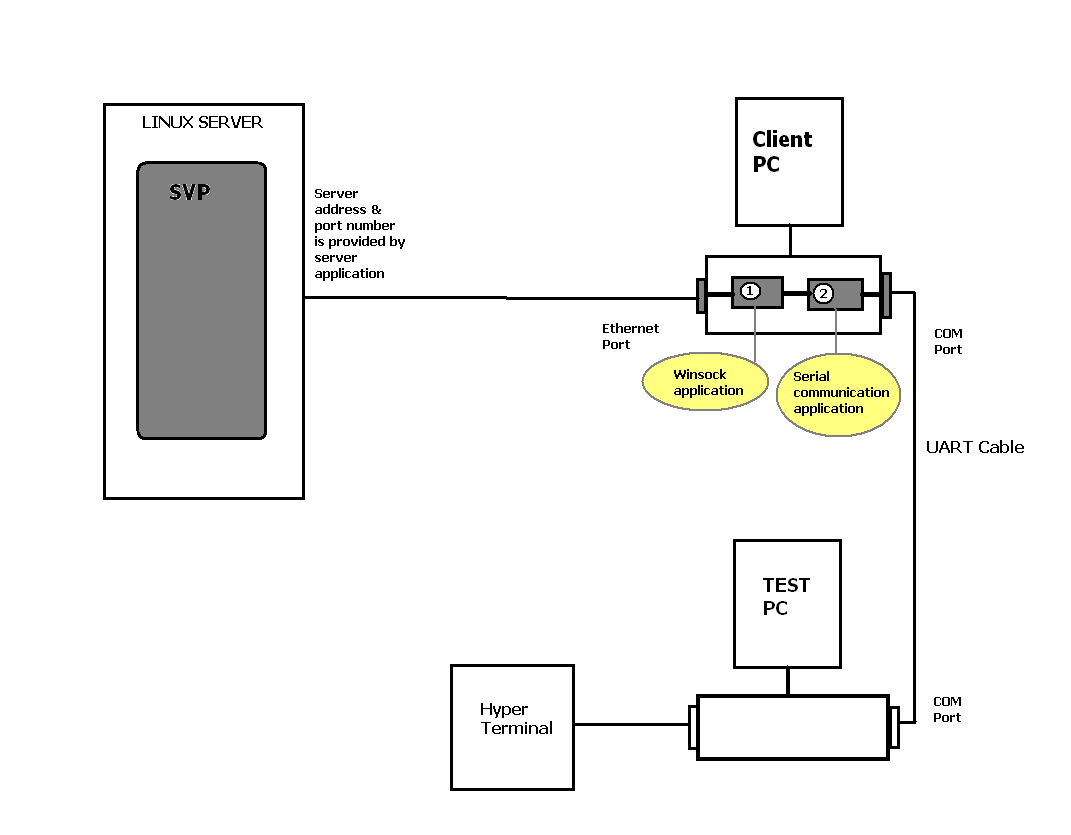 LINUX SERVER
SVP
Server
address &
port number
is provided by
server
application
Client
PC
1
2
Ethernet
Port
COM
Port
Winsock
application
Serial
communication
application
UART Cable
TEST
PC
Hyper
Terminal
COM
Port